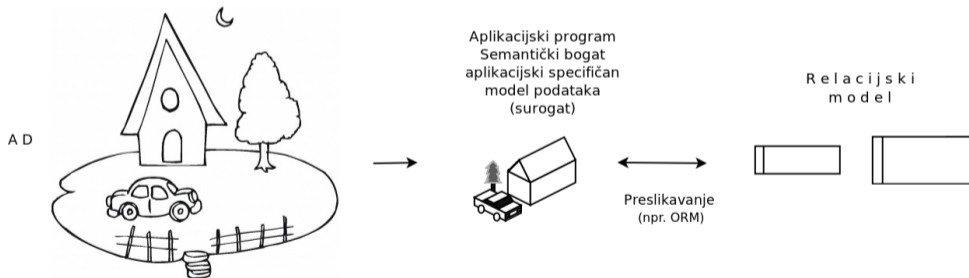 A D
Aplikacijski program
Semantički bogat
aplikacijski specifičan
model podataka
(surogat)
Preslikavanje
(npr. ORM)
R e l a c i j s k i
m o d e l